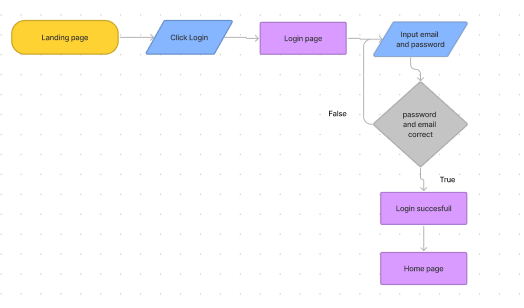 Landing page
Click Login
Login page
Input email
and password
password
and email
correct
False
True
Login succesfull
Home page